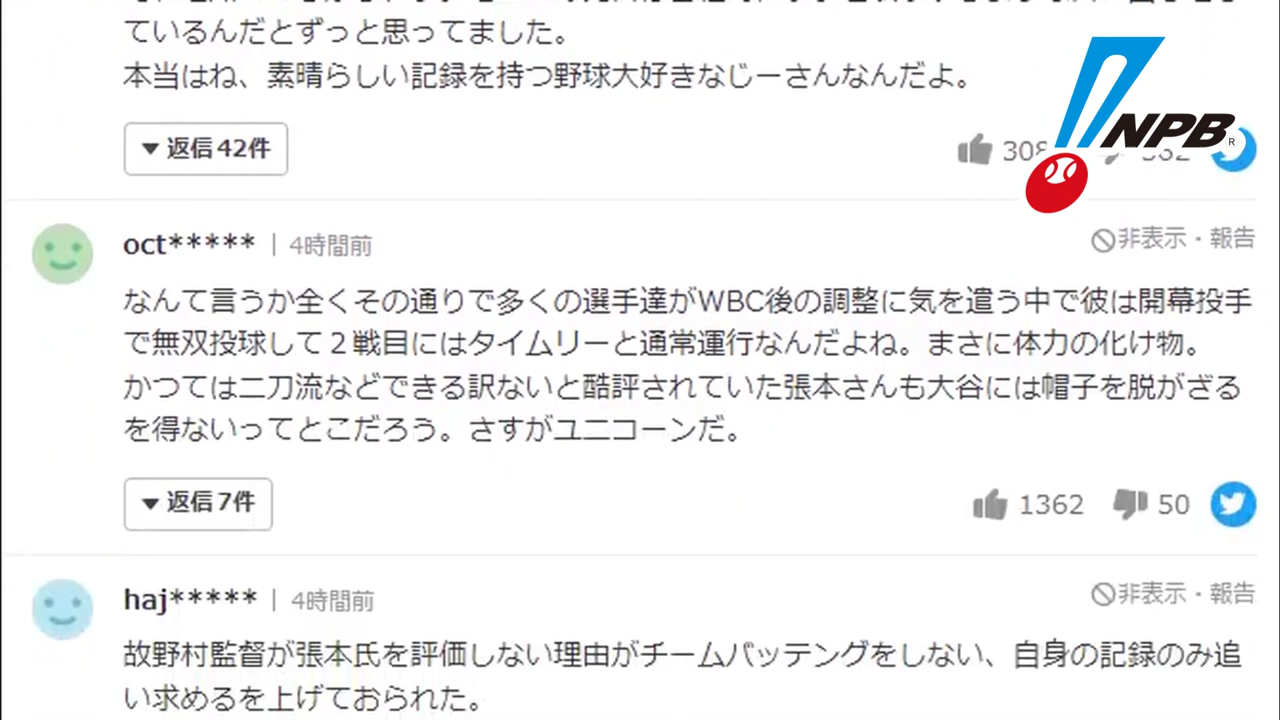 ているんだとずっと思ってました。
本当はね、素晴らしい記録を持つ野球大好きなじーさんなんだよ。
▼返信42件
308
NPB®
oct***** | 4時間前
非表示・報告
なんて言うか全くその通りで多くの選手達がWBC後の調整に気を遣う中で彼は開幕投手
で無双投球して２戦目にはタイムリーと通常運行なんだよね。まさに体力の化け物。
かつては二刀流などできる訳ないと酷評されていた張本さんも大谷には帽子を脱がざる
を得ないってとこだろう。さすがユニコーンだ。
▼返信7件
1362
50
haj***** | 4時間前
非表示・報告
故野村監督が張本氏を評価しない理由がチームバッテングをしない、自身の記録のみ追
い求めるを上げておられた。